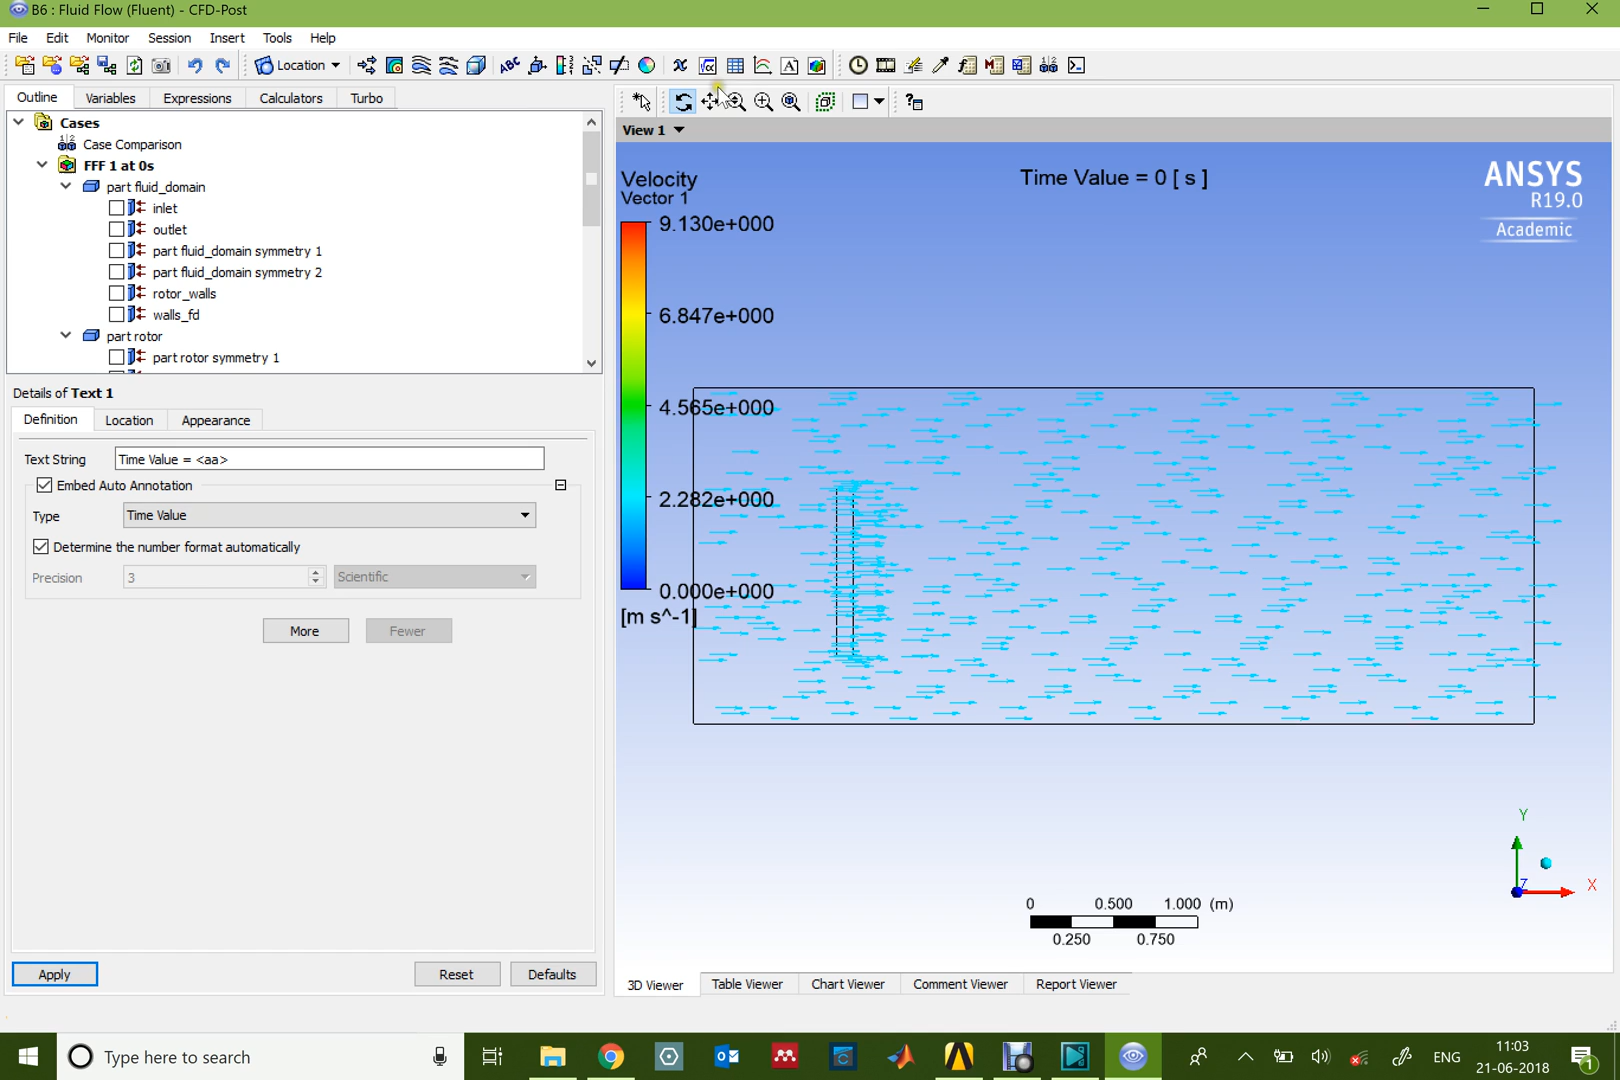 B6 : Fluid Flow (Fluent) - CFD-Post
File Edit Monitor Session Insert Tools Help
Location
Outline Variables Expressions Calculators Turbo
Cases
Case Comparison
FFF 1 at 0s
part fluid_domain
inlet
outlet
part fluid_domain symmetry 1
part fluid_domain symmetry 2
rotor_walls
walls_fd
part rotor
part rotor symmetry 1
Details of Text 1
Definition Location Appearance
Text String Time Value = <aa>
Embed Auto Annotation
Type Time Value
Determine the number format automatically
Precision 3 Scientific
More Fewer
Apply Reset Defaults
View 1
Velocity
Vector 1
9.130e+000
6.847e+000
4.565e+000
2.282e+000
0.000e+000
[m s^-1]
Time Value = 0 [ s ]
ANSYS
R19.0
Academic
Y
Z
X
0 0.500 1.000 (m)
0.250 0.750
3D Viewer Table Viewer Chart Viewer Comment Viewer Report Viewer
Type here to search
ENG
11:03
21-06-2018
1